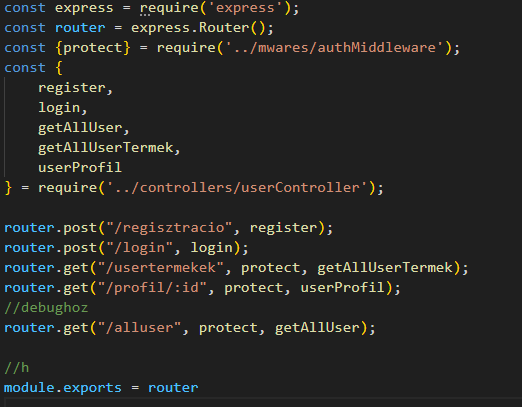 const express = require('express');
const router = express.Router();
const {protect} = require('../mwares/authMiddleware');
const {
    register,
    login,
    getAllUser,
    getAllUserTermek,
    userProfil
} = require('../controllers/userController');
router.post("/regisztracio", register);
router.post("/login", login);
router.get("/usertermekek", protect, getAllUserTermek);
router.get("/profil/:id", protect, userProfil);
//debughoz
router.get("/alluser", protect, getAllUser);
//h
module.exports = router